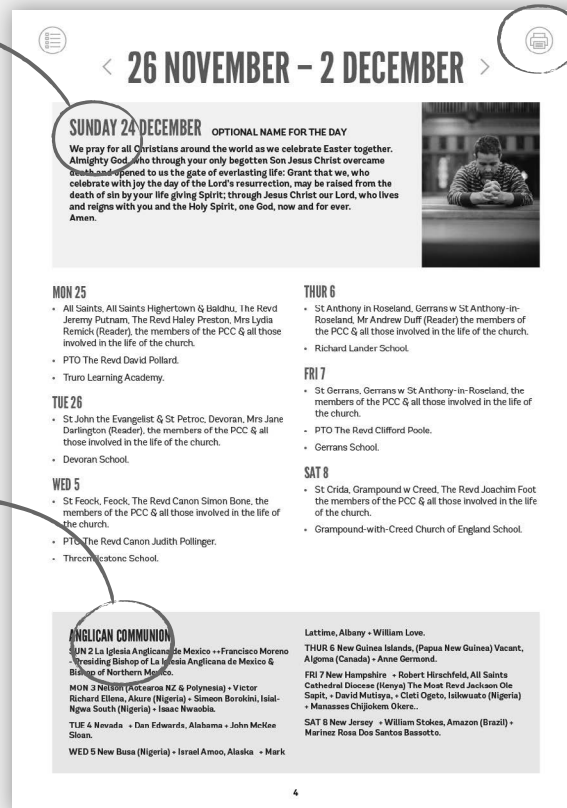 26 NOVEMBER – 2 DECEMBER
SUNDAY 24 DECEMBER OPTIONAL NAME FOR THE DAY
We pray for all Christians around the world as we celebrate Easter together.
Almighty God, who through your only begotten Son Jesus Christ overcame
death and opened to us the gate of everlasting life: Grant that we, who
celebrate with joy the day of the Lord's resurrection, may be raised from the
death of sin by your life giving Spirit; through Jesus Christ our Lord, who lives
and reigns with you and the Holy Spirit, one God, now and for ever.
Amen.
MON 25
• All Saints, All Saints Highertown & Baldhu, The Revd
Jeremy Putnam, The Revd Haley Preston, Mrs Lydia
Remick (Reader), the members of the PCC & all those
involved in the life of the church.
• PTO The Revd David Pollard.
• Truro Learning Academy.
TUE 26
• St John the Evangelist & St Petroc, Devoran, Mrs Jane
Darlington (Reader), the members of the PCC & all
those involved in the life of the church.
• Devoran School.
WED 5
• St Feock, Feock, The Revd Canon Simon Bone, the
members of the PCC & all those involved in the life of
the church.
• PTO The Revd Canon Judith Pollinger.
• Threemilestone School.
THUR 6
• St Anthony in Roseland, Gerrans w St Anthony-in-
Roseland, Mr Andrew Duff (Reader) the members of
the PCC & all those involved in the life of the church.
• Richard Lander School.
FRI 7
• St Gerrans, Gerrans w St Anthony-in-Roseland, the
members of the PCC & all those involved in the life of
the church.
• PTO The Revd Clifford Poole.
• Gerrans School.
SAT 8
• St Crida, Grampound w Creed, The Revd Joachim Foot
the members of the PCC & all those involved in the life
of the church.
• Grampound-with-Creed Church of England School.
ANGLICAN COMMUNION
SUN 2 La Iglesia Anglicana de Mexico ++Francisco Moreno
- Presiding Bishop of La Iglesia Anglicana de Mexico &
Bishop of Northern Mexico.
MON 3 Nelson (Aotearoa NZ & Polynesia) + Victor
Richard Ellena, Akure (Nigeria) + Simeon Borokini, Isial-
Ngwa South (Nigeria) + Isaac Nwaobia.
TUE 4 Nevada + Dan Edwards, Alabama + John McKee
Sloan.
WED 5 New Busa (Nigeria) + Israel Amoo, Alaska + Mark
Lattime, Albany + William Love.
THUR 6 New Guinea Islands, (Papua New Guinea) Vacant,
Algoma (Canada) + Anne Germond.
FRI 7 New Hampshire + Robert Hirschfeld, All Saints
Cathedral Diocese (Kenya) The Most Revd Jackson Ole
Sapit, + David Mutisya, + Cleti Ogeto, Isikwuato (Nigeria)
+ Manasses Chijiokem Okere..
SAT 8 New Jersey + William Stokes, Amazon (Brazil) +
Marinez Rosa Dos Santos Bassotto.
4